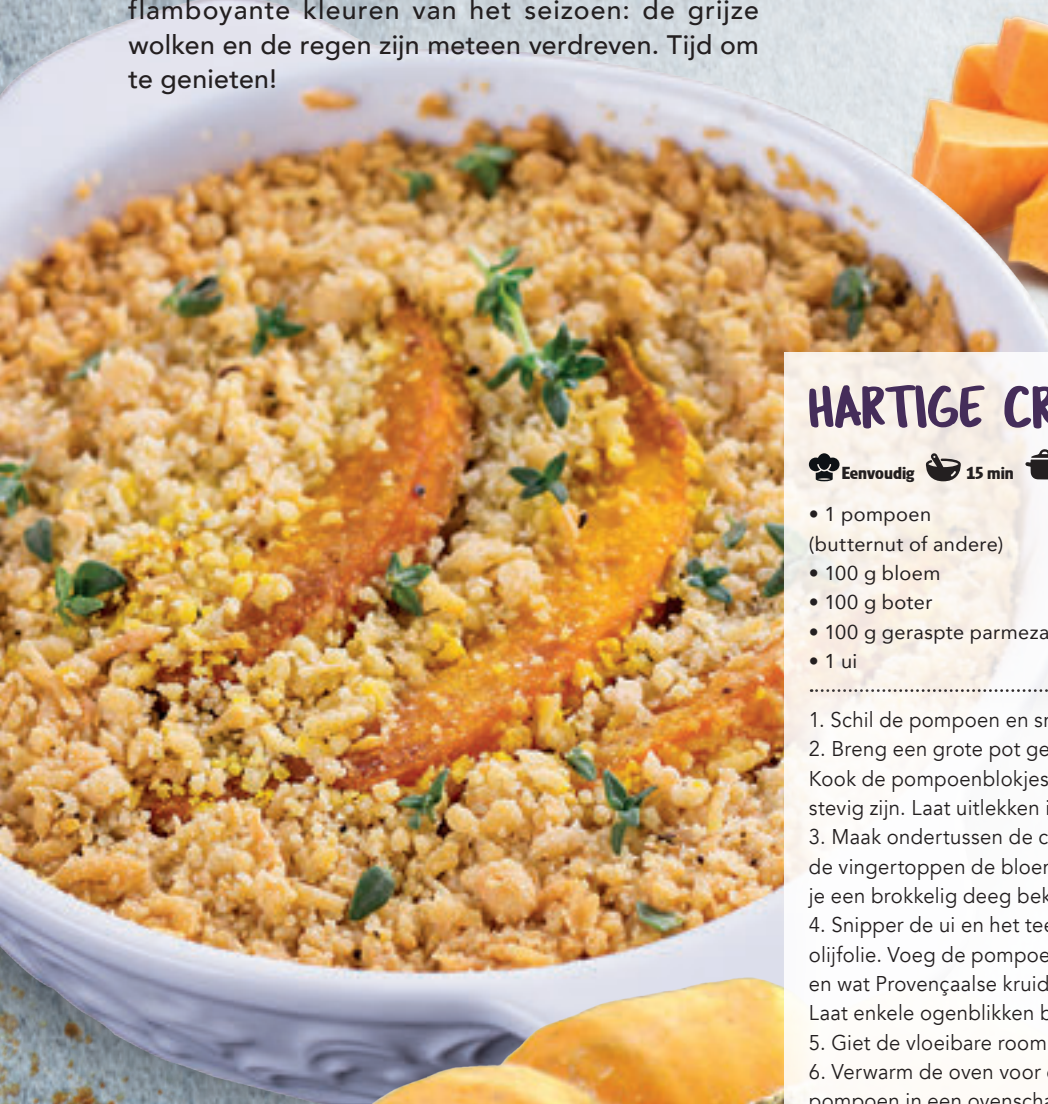 flamboyante kleuren van het seizoen: de grijze
wolken en de regen zijn meteen verdreven. Tijd om
te genieten!
HARTIGE CR
Eenvoudig 15 min
• 1 pompoen
(butternut of andere)
• 100 g bloem
• 100 g boter
• 100 g geraspte parmeza
• 1 ui
1. Schil de pompoen en sn
2. Breng een grote pot ge
Kook de pompoenblokjes
stevig zijn. Laat uitlekken i
3. Maak ondertussen de c
de vingertoppen de bloem
je een brokkelig deeg bek
4. Snipper de ui en het tee
olijfolie. Voeg de pompoe
en wat Provençaalse kruid
Laat enkele ogenblikken b
5. Giet de vloeibare room
6. Verwarm de oven voor
pompoen in een ovenscha